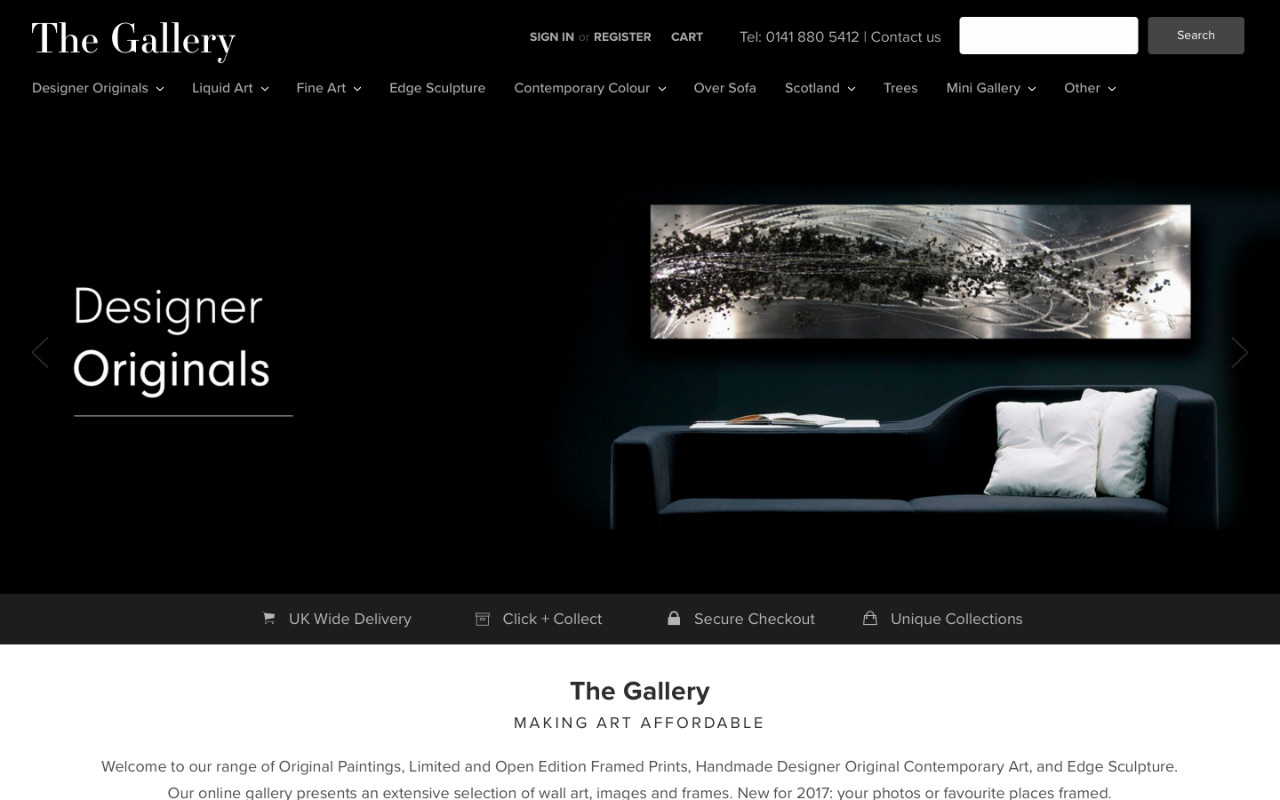 The Gallery
SIGN IN or REGISTER
CART
Tel: 0141 880 5412 | Contact us
Search
Designer Originals
Liquid Art
Fine Art
Edge Sculpture
Contemporary Colour
Over Sofa
Scotland
Trees
Mini Gallery
Other
Designer
Originals
UK Wide Delivery
Click + Collect
Secure Checkout
Unique Collections
The Gallery
MAKING ART AFFORDABLE
Welcome to our range of Original Paintings, Limited and Open Edition Framed Prints, Handmade Designer Original Contemporary Art, and Edge Sculpture.
Our online gallery presents an extensive selection of wall art, images and frames. New for 2017: your photos or favourite places framed.